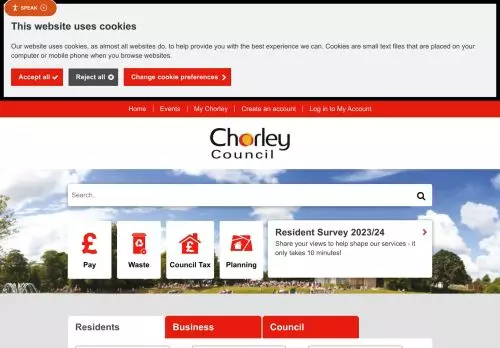 SPEAK
This website uses cookies
Our website uses cookies, as almost all websites do, to help provide you with the best experience we can. Cookies are small text files that are placed on
your computer or mobile phone when you browse websites.
Accept all
Reject all
Change cookie preferences
Home | Events | My Chorley | Create an account | Log in to My Account
Chorley
Council
Search...
Pay
Waste
Council Tax
Planning
Resident Survey 2023/24
Share your views to help shape our services - it
only takes 10 minutes!
Residents
Business
Council